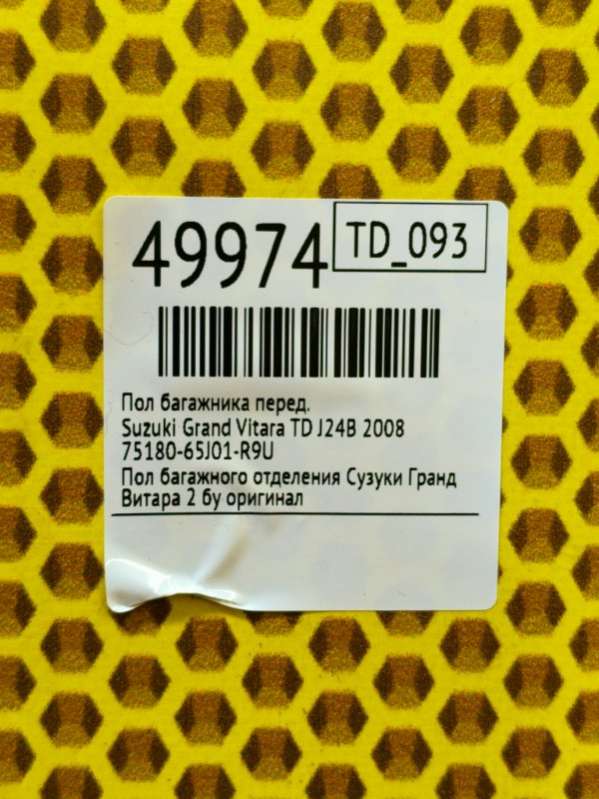 49974
TD_093
Пол багажника перед.
Suzuki Grand Vitara TD J24B 2008
75180-65J01-R9U
Пол багажного отделения Сузуки Гранд
Витара 2 бу оригинал